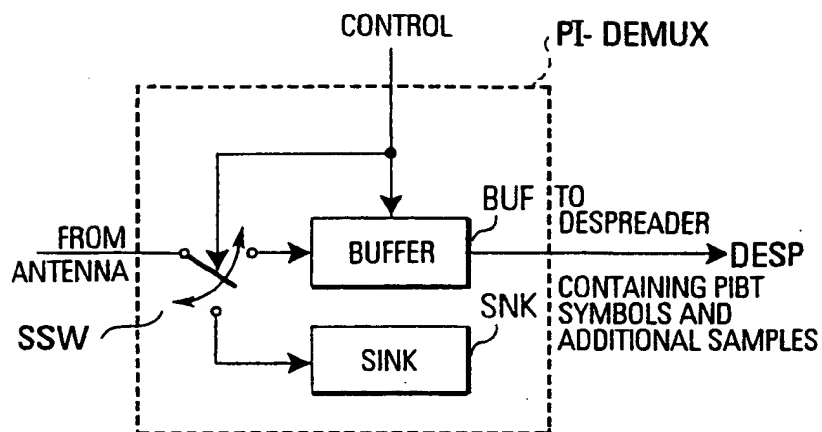 CONTROL
PI- DEMUX
BUF
TO
DESPREADER
FROM
ANTENNA
BUFFER
DESP
CONTAINING PIBT
SYMBOLS AND
ADDITIONAL SAMPLES
SNK
SSW
SINK